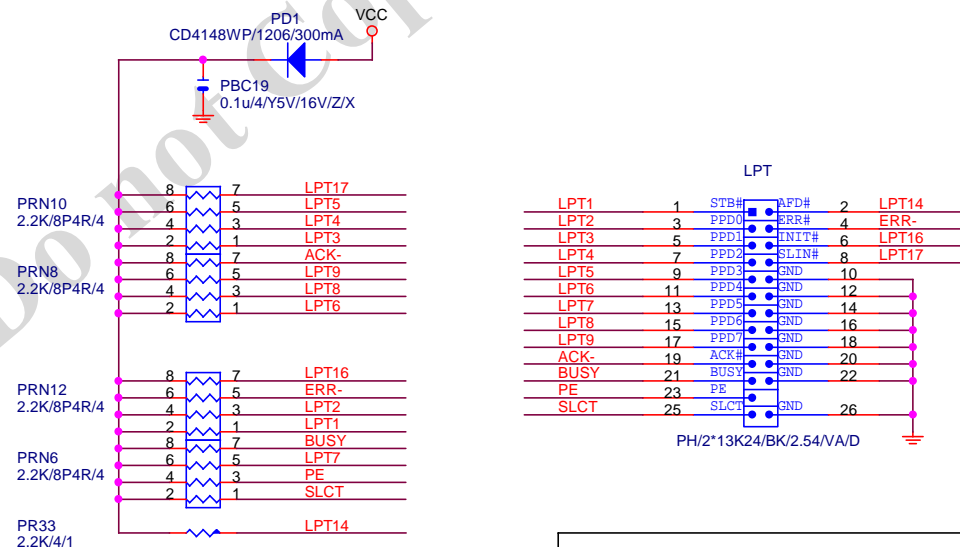 VCC
PD1
CD4148WP/1206/300mA
PBC19
0.1u/4/Y5V/16V/Z/X
Do not Cop
PRN10
2.2K/8P4R/4
8 7 LPT17
6 5 LPT5
4 3 LPT4
2 1 LPT3
PRN8
2.2K/8P4R/4
8 7 ACK-
6 5 LPT9
4 3 LPT8
2 1 LPT6
PRN12
2.2K/8P4R/4
8 7 LPT16
6 5 ERR-
4 3 LPT2
2 1 LPT1
PRN6
2.2K/8P4R/4
8 7 BUSY
6 5 LPT7
4 3 PE
2 1 SLCT
PR33
2.2K/4/1
LPT14
LPT
LPT1 1 STB# AFD# 2 LPT14
LPT2 3 PPD0 ERR# 4 ERR-
LPT3 5 PPD1 INIT# 6 LPT16
LPT4 7 PPD2 SLIN# 8 LPT17
LPT5 9 PPD3 GND 10
LPT6 11 PPD4 GND 12
LPT7 13 PPD5 GND 14
LPT8 15 PPD6 GND 16
LPT9 17 PPD7 GND 18
ACK- 19 ACK# GND 20
BUSY 21 BUSY GND 22
PE 23 PE
SLCT 25 SLCT GND 26
PH/2*13K24/BK/2.54/VA/D